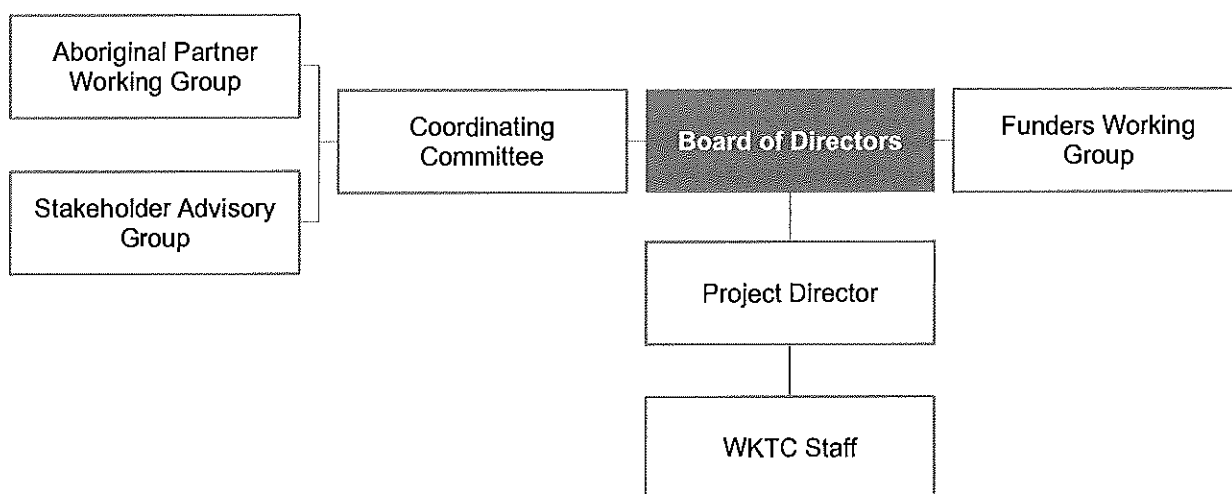 Aboriginal Partner
Working Group
Stakeholder Advisory
Group
Coordinating
Committee
Board of Directors
Funders Working
Group
Project Director
WKTC Staff